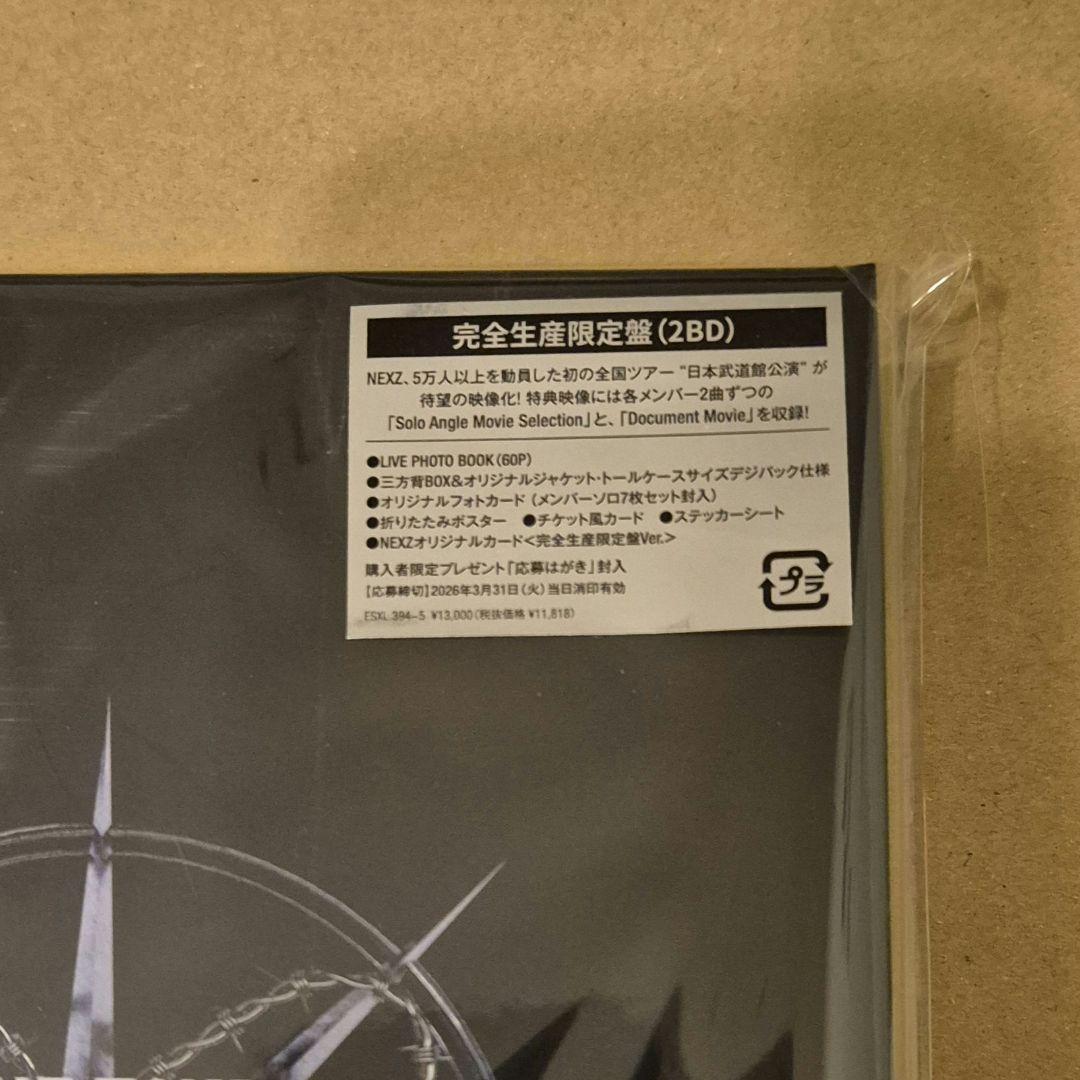 完全生産限定盤(2BD)
NEXZ、5万人以上を動員した初の全国ツアー "日本武道館公演" が
待望の映像化! 特典映像には各メンバー2曲ずつの
「Solo Angle Movie Selection」と、「Document Movie」を収録!
●LIVE PHOTO BOOK(60P)
●三方背BOX&オリジナルジャケット・トールケースサイズデジパック仕様
●オリジナルフォトカード (メンバーソロ7枚セット封入)
●折りたたみポスター ●チケット風カード ●ステッカーシート
●NEXZオリジナルカード<完全生産限定盤Ver.>
購入者限定プレゼント「応募はがき」封入
【応募締切】2026年3月31日(火)当日消印有効
ESXL 394-5 ¥13,000(税抜価格 ¥11,818)
プラ